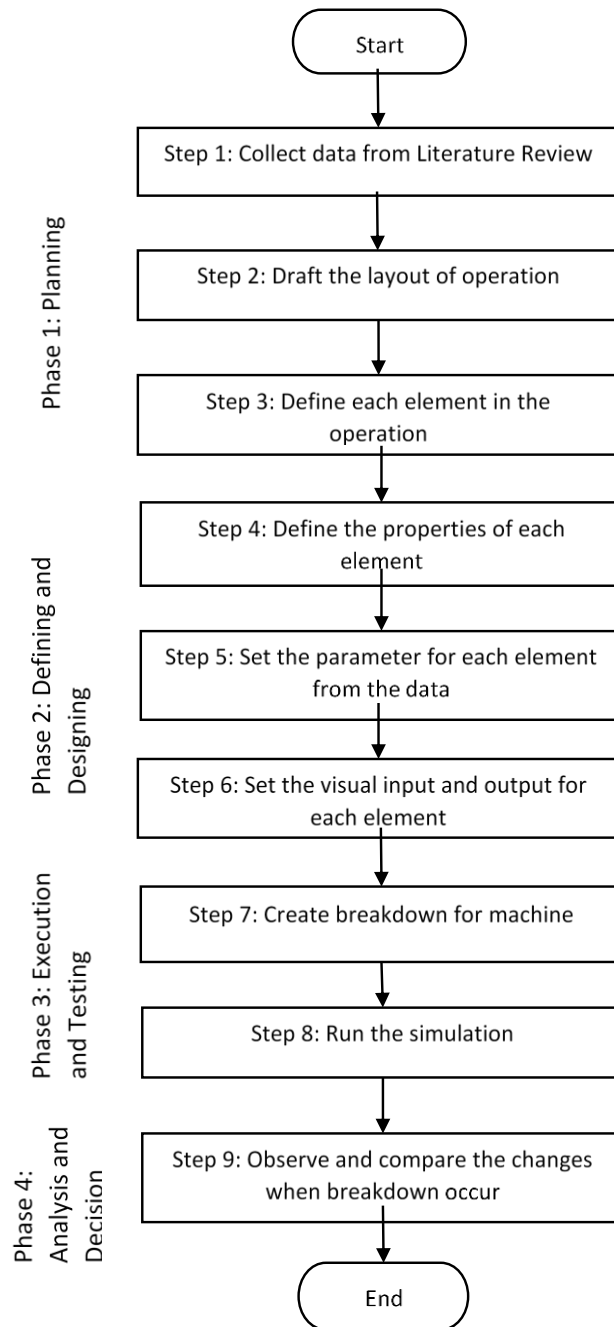 Start
Phase 1: Planning
Step 1: Collect data from Literature Review
Step 2: Draft the layout of operation
Step 3: Define each element in the
operation
Phase 2: Defining and
Designing
Step 4: Define the properties of each
element
Step 5: Set the parameter for each element
from the data
Step 6: Set the visual input and output for
each element
Phase 3: Execution
and Testing
Step 7: Create breakdown for machine
Step 8: Run the simulation
Phase 4:
Analysis and
Decision
Step 9: Observe and compare the changes
when breakdown occur
End